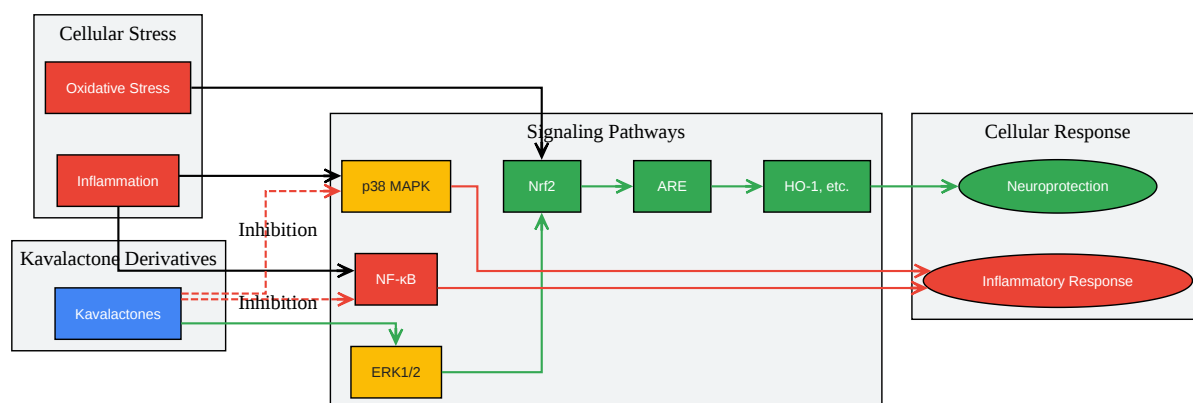 Cellular Stress
Oxidative Stress
Inflammation
Kavalactone Derivatives
Kavalactones
Inhibition
Inhibition
Signaling Pathways
p38 MAPK
Nrf2
ARE
HO-1, etc.
NF-κB
ERK1/2
Cellular Response
Neuroprotection
Inflammatory Response